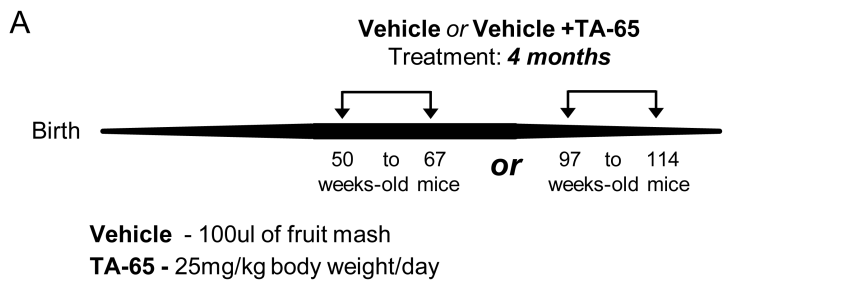 A
Vehicle or Vehicle +TA-65
Treatment: 4 months
Birth
50 to 67
weeks-old mice
or
97 to 114
weeks-old mice
Vehicle - 100ul of fruit mash
TA-65 - 25mg/kg body weight/day